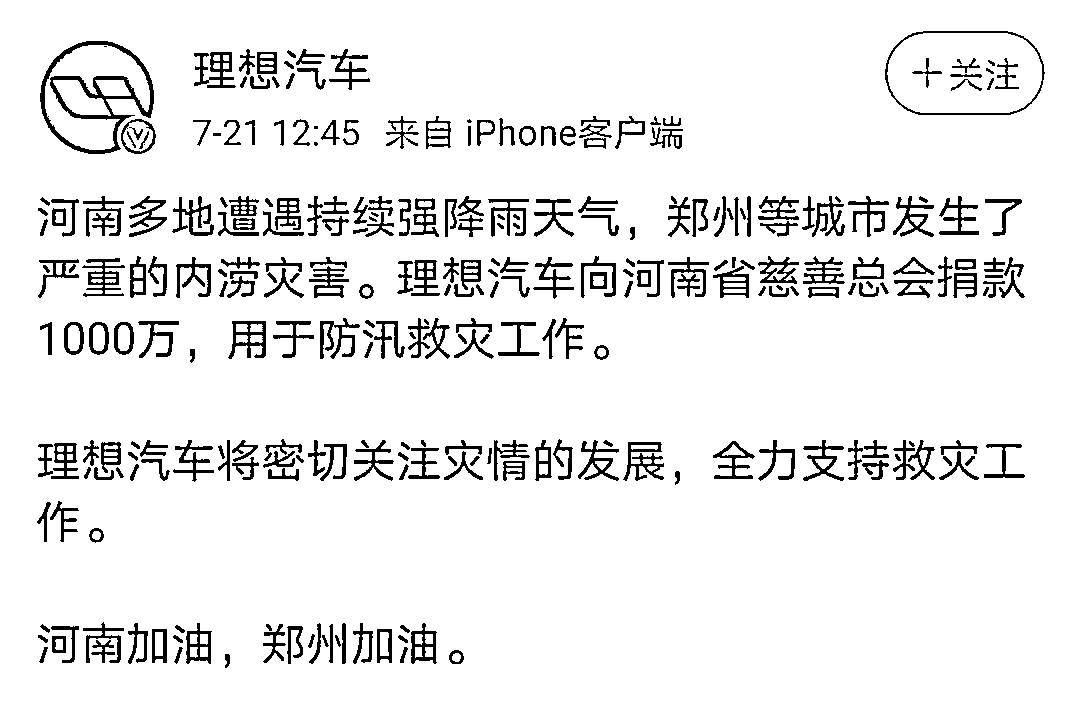 理想汽车
+关注
7-21 12:45 来自 iPhone客户端
河南多地遭遇持续强降雨天气，郑州等城市发生了
严重的内涝灾害。理想汽车向河南省慈善总会捐款
1000万，用于防汛救灾工作。
理想汽车将密切关注灾情的发展，全力支持救灾工
作。
河南加油，郑州加油。